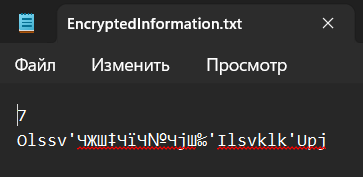 EncryptedInformation.txt
Файл Изменить Просмотр
7
Olssv'ЧЖШ‡ЧїЧ№ЧјШ‰'Ilsvklk'Upj